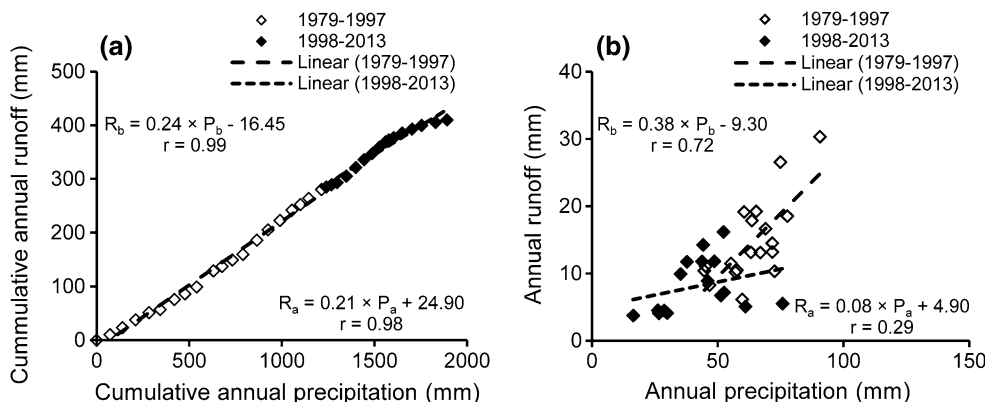 (a)
1979-1997
1998-2013
Linear (1979-1997)
Linear (1998-2013)
Cummulative annual runoff (mm)
500
400
300
200
100
0
R_b = 0.24 × P_b - 16.45
r = 0.99
R_a = 0.21 × P_a + 24.90
r = 0.98
0 500 1000 1500 2000
Cumulative annual precipitation (mm)
(b)
1979-1997
1998-2013
Linear (1979-1997)
Linear (1998-2013)
Annual runoff (mm)
40
30
20
10
0
R_b = 0.38 × P_b - 9.30
r = 0.72
R_a = 0.08 × P_a + 4.90
r = 0.29
0 50 100 150
Annual precipitation (mm)